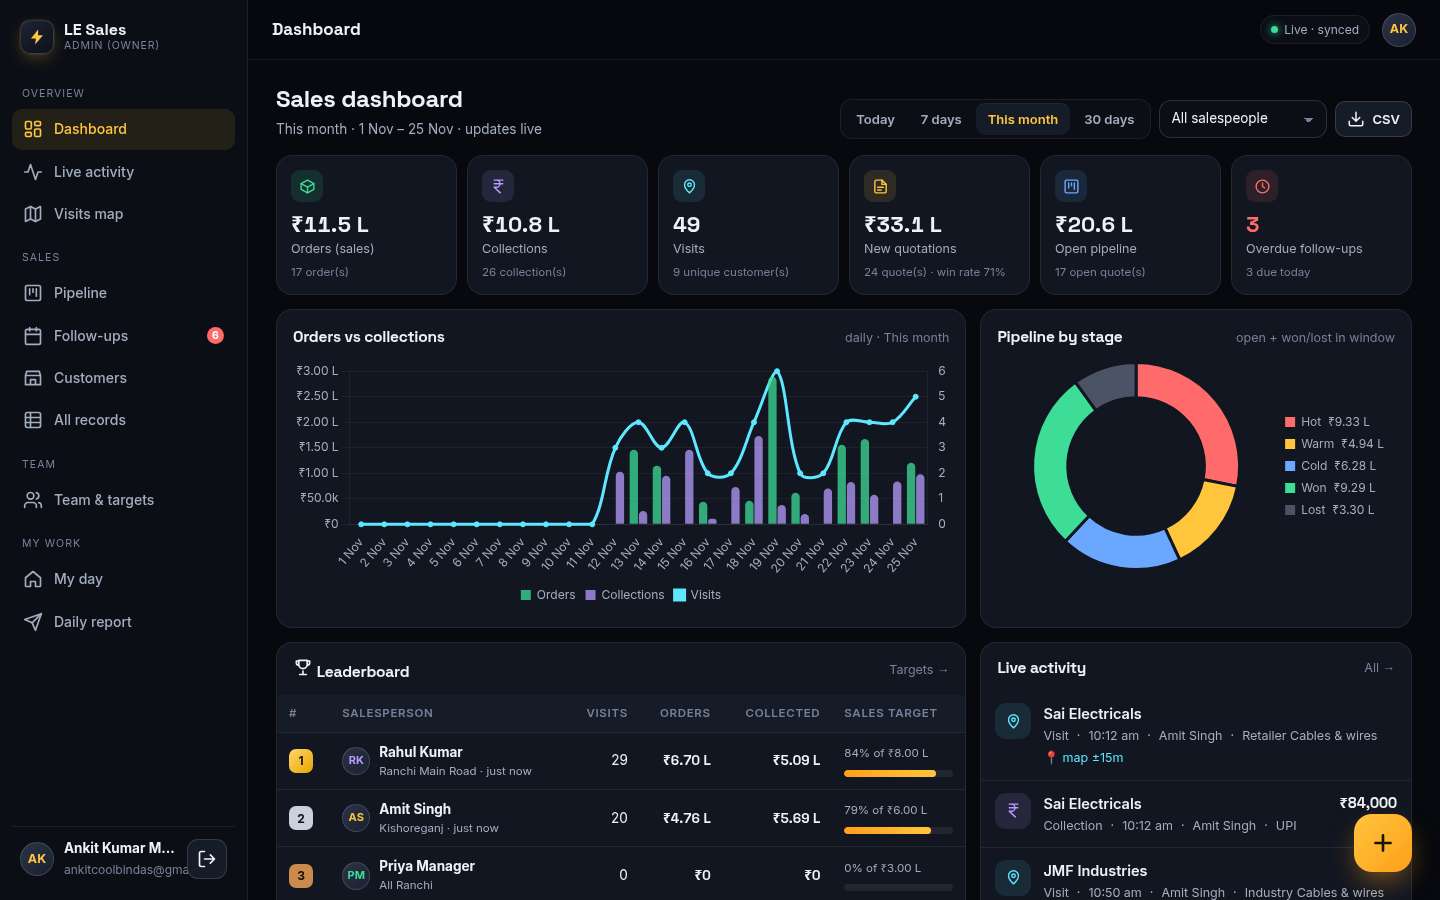 LE Sales
ADMIN (OWNER)
OVERVIEW
Dashboard
Live activity
Visits map
SALES
Pipeline
Follow-ups 6
Customers
All records
TEAM
Team & targets
MY WORK
My day
Daily report
AK
Ankit Kumar M...
ankitcoolbindas@gma
Dashboard
Live · synced
AK
Sales dashboard
This month · 1 Nov – 25 Nov · updates live
Today 7 days This month 30 days
All salespeople
CSV
₹11.5 L
Orders (sales)
17 order(s)
₹10.8 L
Collections
26 collection(s)
49
Visits
9 unique customer(s)
₹33.1 L
New quotations
24 quote(s) · win rate 71%
₹20.6 L
Open pipeline
17 open quote(s)
3
Overdue follow-ups
3 due today
Orders vs collections
daily · This month
₹3.00 L 6
₹2.50 L 5
₹2.00 L 4
₹1.50 L 3
₹1.00 L 2
₹50.0k 1
₹0 0
1 Nov 2 Nov 3 Nov 4 Nov 5 Nov 6 Nov 7 Nov 8 Nov 9 Nov 10 Nov 11 Nov 12 Nov 13 Nov 14 Nov 15 Nov 16 Nov 17 Nov 18 Nov 19 Nov 20 Nov 21 Nov 22 Nov 23 Nov 24 Nov 25 Nov
Orders Collections Visits
Pipeline by stage
open + won/lost in window
Hot ₹9.33 L
Warm ₹4.94 L
Cold ₹6.28 L
Won ₹9.29 L
Lost ₹3.30 L
Leaderboard
Targets →
# SALESPERSON VISITS ORDERS COLLECTED SALES TARGET
1 RK Rahul Kumar 29 ₹6.70 L ₹5.09 L 84% of ₹8.00 L
Ranchi Main Road · just now
2 AS Amit Singh 20 ₹4.76 L ₹5.69 L 79% of ₹6.00 L
Kishoreganj · just now
3 PM Priya Manager 0 ₹0 ₹0 0% of ₹3.00 L
All Ranchi
Live activity
All →
Sai Electricals
Visit · 10:12 am · Amit Singh · Retailer Cables & wires
📍 map ±15m
Sai Electricals ₹84,000
Collection · 10:12 am · Amit Singh · UPI
JMF Industries
Visit · 10:50 am · Amit Singh · Industry Cables & wires